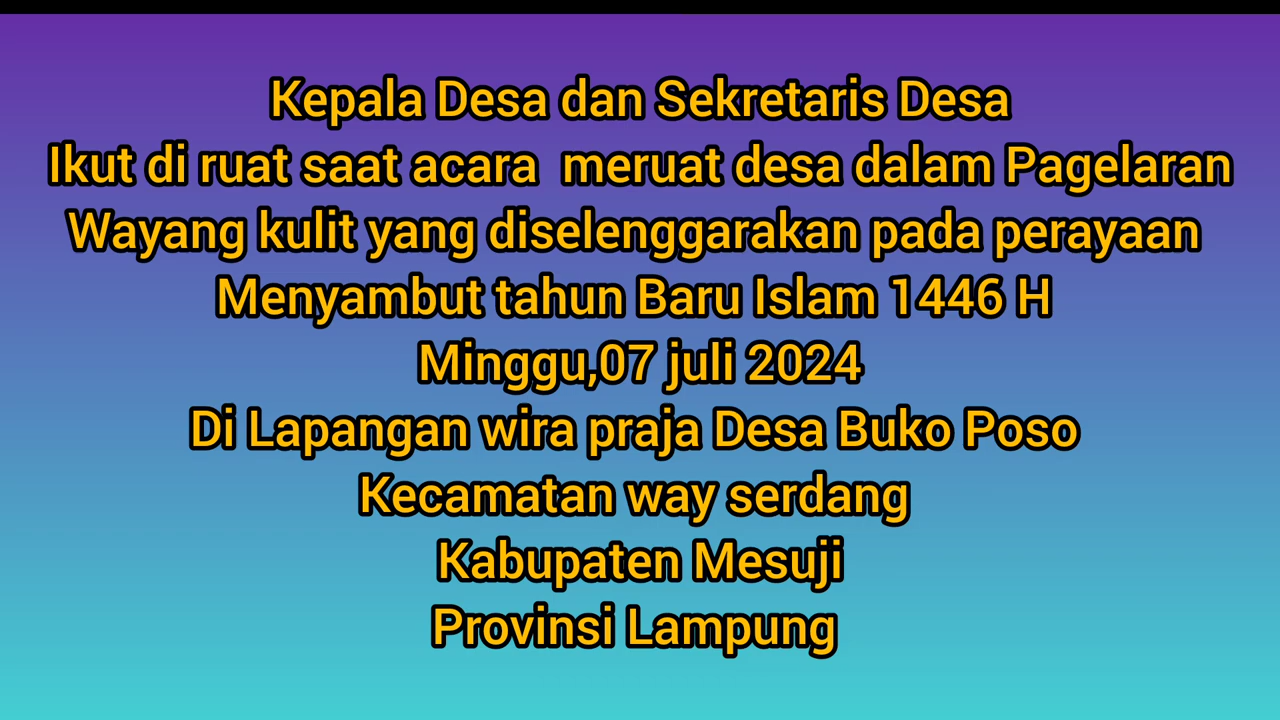 Kepala Desa dan Sekretaris Desa
Ikut di ruat saat acara  meruat desa dalam Pagelaran
Wayang kulit yang diselenggarakan pada perayaan
Menyambut tahun Baru Islam 1446 H
Minggu,07 juli 2024
Di Lapangan wira praja Desa Buko Poso
Kecamatan way serdang
Kabupaten Mesuji
Provinsi Lampung